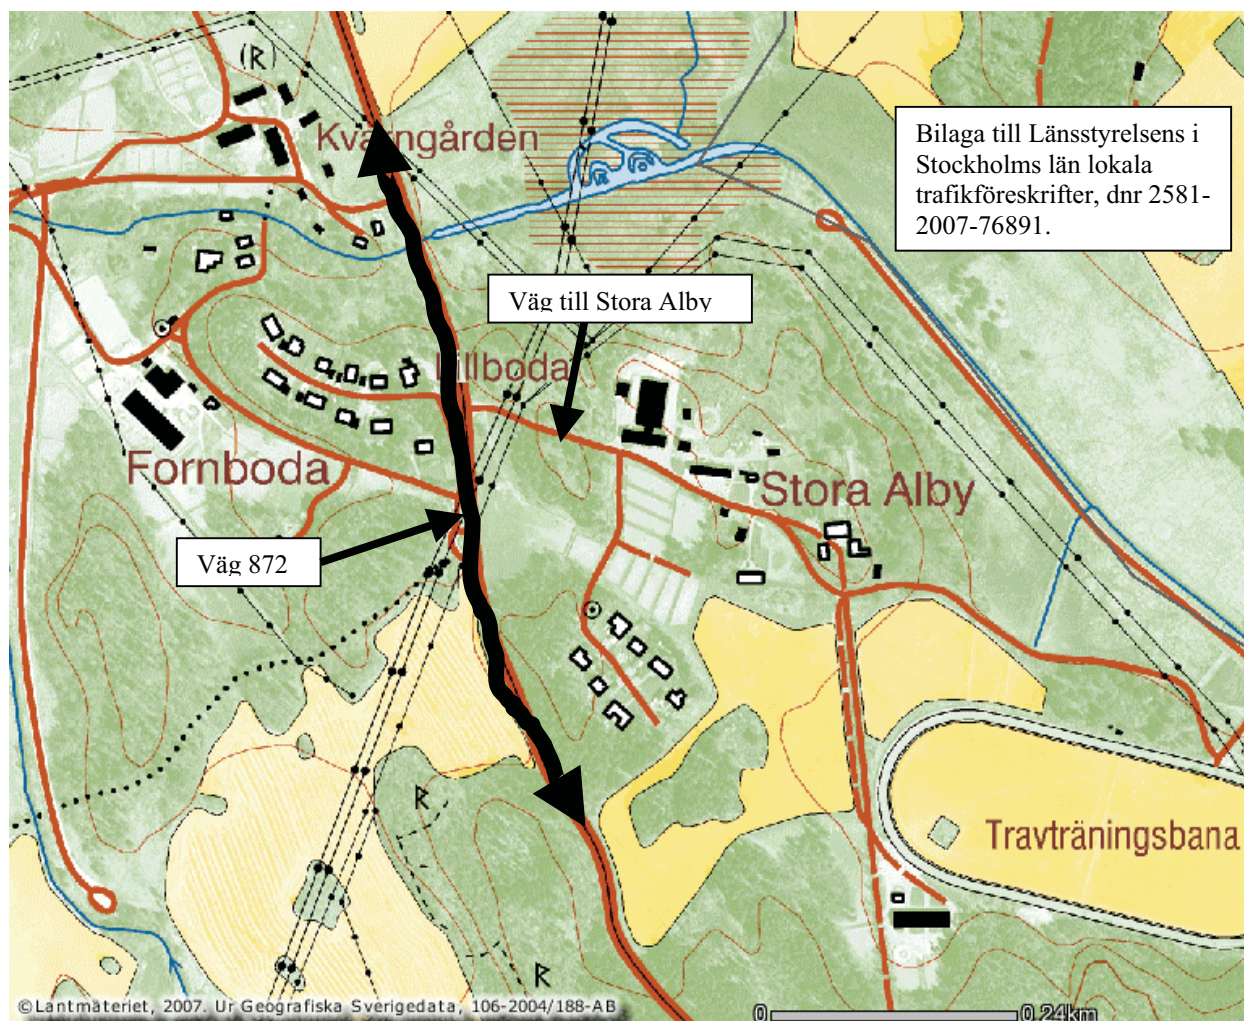 (R)
Kvarngården
Bilaga till Länsstyrelsens i
Stockholms län lokala
trafikföreskrifter, dnr 2581-
2007-76891.
Väg till Stora Alby
Lillboda
Fornboda
Stora Alby
Väg 872
R
Travträningsbana
R
©Lantmäteriet, 2007. Ur Geografiska Sverigedata, 106-2004/188-AB
0 0.24km